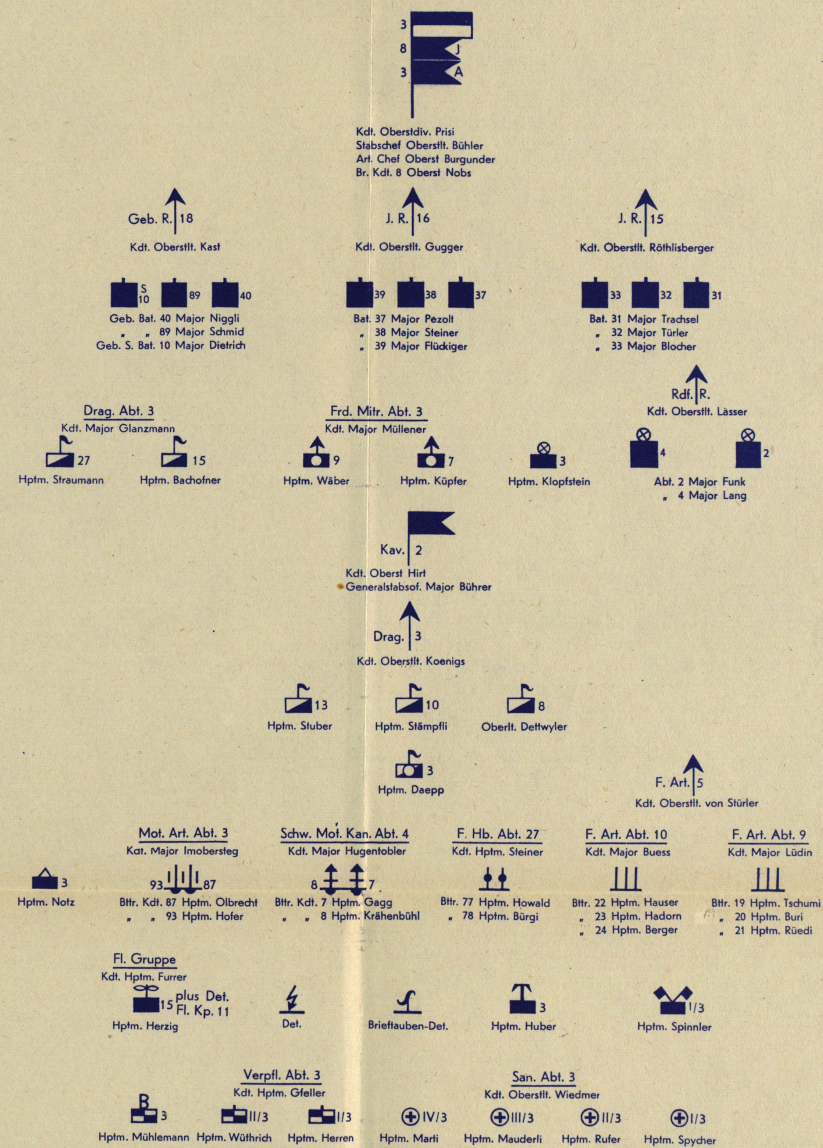 3
8 J
3 A
Kdt. Oberstdiv. Prisi
Stabschef Oberstlt. Bühler
Art. Chef Oberst Burgunder
Br. Kdt. 8 Oberst Nobs
Geb. R. 18
Kdt. Oberstlt. Kast
J. R. 16
Kdt. Oberstlt. Gugger
J. R. 15
Kdt. Oberstlt. Röthlisberger
S 10 89 40
Geb. Bat. 40 Major Niggli
„ „ 89 Major Schmid
Geb. S. Bat. 10 Major Dietrich
39 38 37
Bat. 37 Major Pezolt
„ 38 Major Steiner
„ 39 Major Flückiger
33 32 31
Bat. 31 Major Trachsel
„ 32 Major Türler
„ 33 Major Blocher
Rdf. R.
Kdt. Oberstlt. Lasser
Drag. Abt. 3
Kdt. Major Glanzmann
27 15
Hptm. Straumann Hptm. Bachofner
Frd. Mitr. Abt. 3
Kdt. Major Müllener
9 7
Hptm. Wäber Hptm. Küpfer
3
Hptm. Klopfstein
4 2
Abt. 2 Major Funk
„ 4 Major Lang
Kav. 2
Kdt. Oberst Hirt
Generalstabsof. Major Bührer
Drag. 3
Kdt. Oberstlt. Koenigs
13 10 8
Hptm. Stuber Hptm. Stämpfli Oberlt. Dettwyler
3
Hptm. Daepp
F. Art. 5
Kdt. Oberstlt. von Stürler
3
Hptm. Notz
Mot. Art. Abt. 3
Kdt. Major Imobersteg
93 87
Bttr. Kdt. 87 Hptm. Olbrecht
„ „ 93 Hptm. Hofer
Schw. Mot. Kan. Abt. 4
Kdt. Major Hugentobler
8 7
Bttr. Kdt. 7 Hptm. Gagg
„ „ 8 Hptm. Krähenbühl
F. Hb. Abt. 27
Kdt. Hptm. Steiner
Bttr. 77 Hptm. Howald
„ 78 Hptm. Bürgi
F. Art. Abt. 10
Kdt. Major Buess
Bttr. 22 Hptm. Hauser
„ 23 Hptm. Hadorn
„ 24 Hptm. Berger
F. Art. Abt. 9
Kdt. Major Lüdin
Bttr. 19 Hptm. Tschumi
„ 20 Hptm. Buri
„ 21 Hptm. Rüedi
Fl. Gruppe
Kdt. Hptm. Furrer
15 plus Det.
Fl. Kp. 11
Hptm. Herzig
Det.
Brieftauben-Det.
3
Hptm. Huber
I/3
Hptm. Spinnler
Verpfl. Abt. 3
Kdt. Hptm. Gfeller
B 3 II/3 I/3
Hptm. Mühlemann Hptm. Wüthrich Hptm. Herren
San. Abt. 3
Kdt. Oberstlt. Wiedmer
IV/3 III/3 II/3 I/3
Hptm. Marti Hptm. Mauderli Hptm. Rufer Hptm. Spycher